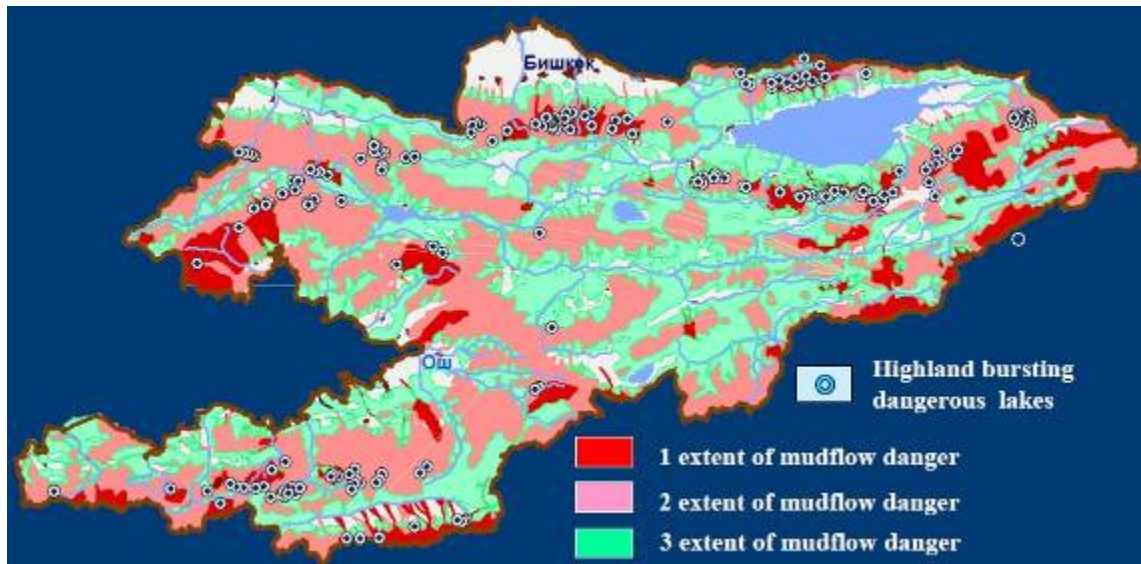 Бишкек
Ош
Highland bursting
dangerous lakes
1 extent of mudflow danger
2 extent of mudflow danger
3 extent of mudflow danger